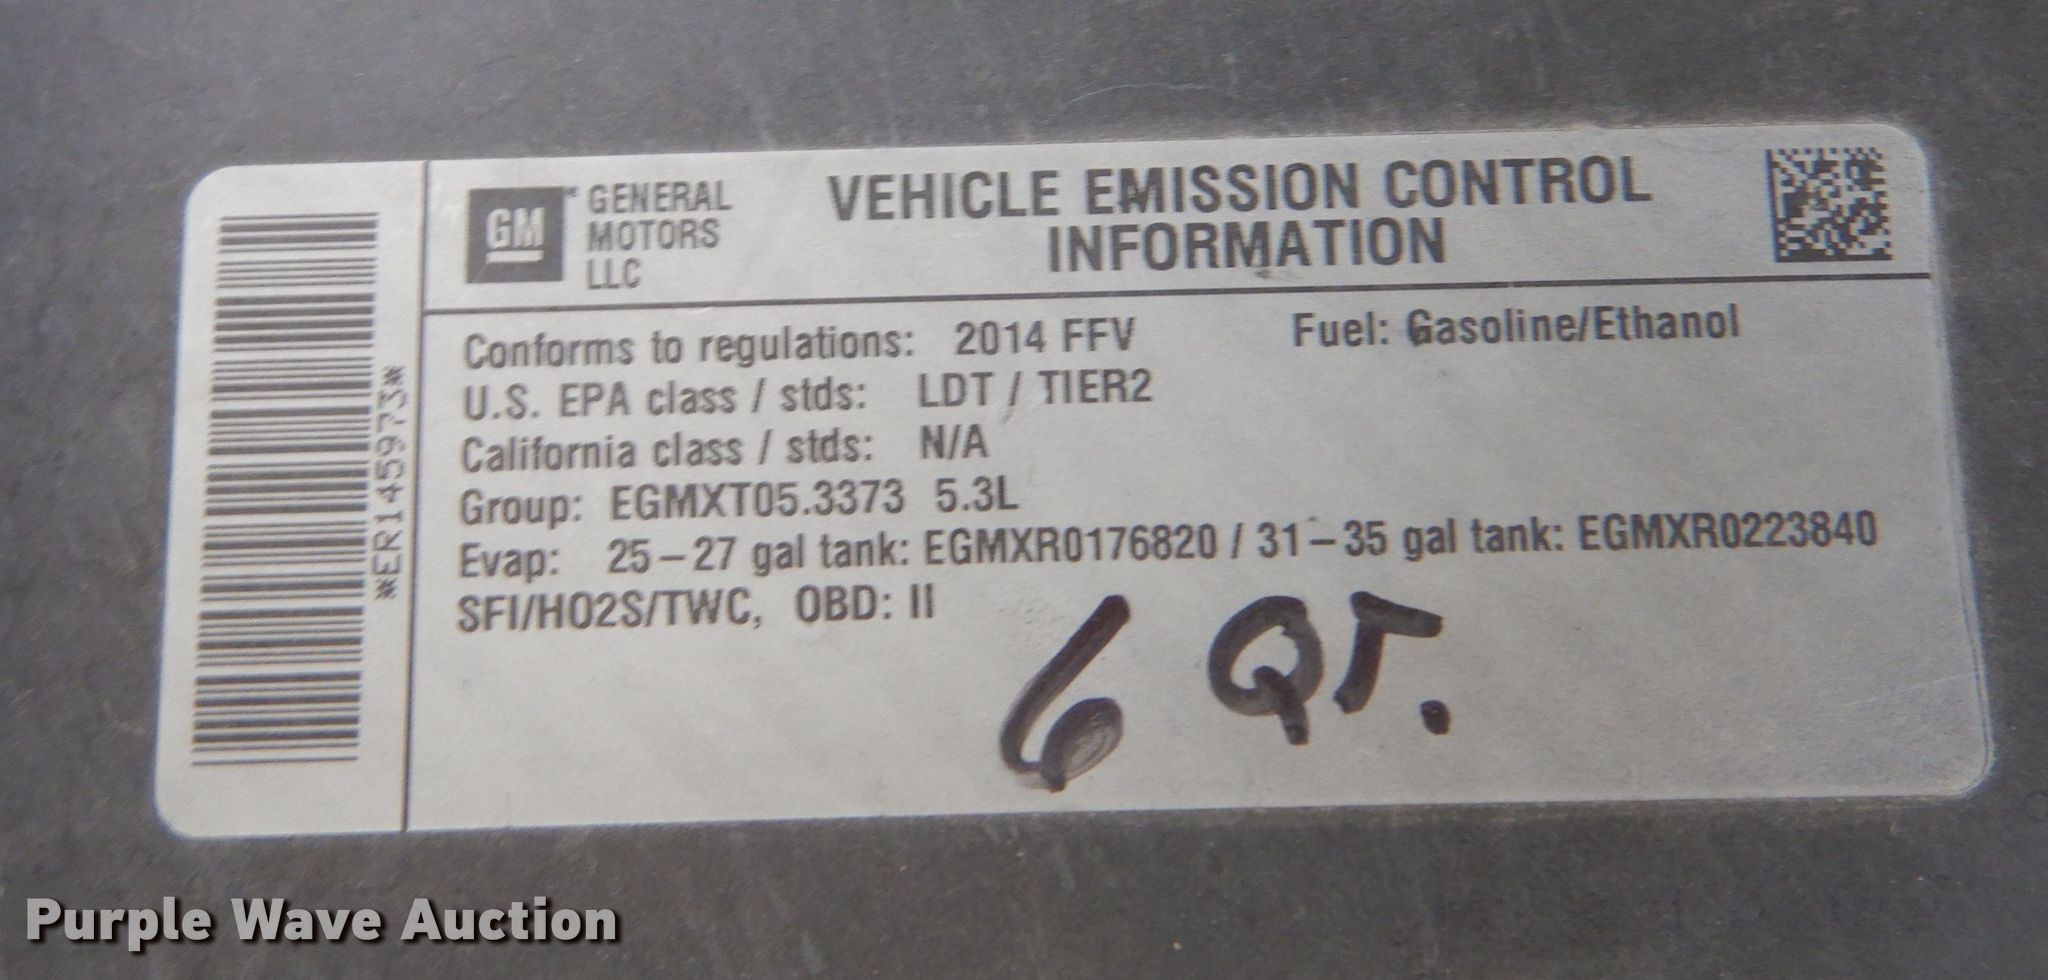 GM
GENERAL
MOTORS
LLC
VEHICLE EMISSION CONTROL
INFORMATION
*ER145973*
Conforms to regulations: 2014 FFV Fuel: Gasoline/Ethanol
U.S. EPA class / stds: LDT / TIER2
California class / stds: N/A
Group: EGMXT05.3373 5.3L
Evap: 25-27 gal tank: EGMXR0176820 / 31-35 gal tank: EGMXR0223840
SFI/HO2S/TWC, OBD: II
6 QT.
Purple Wave Auction